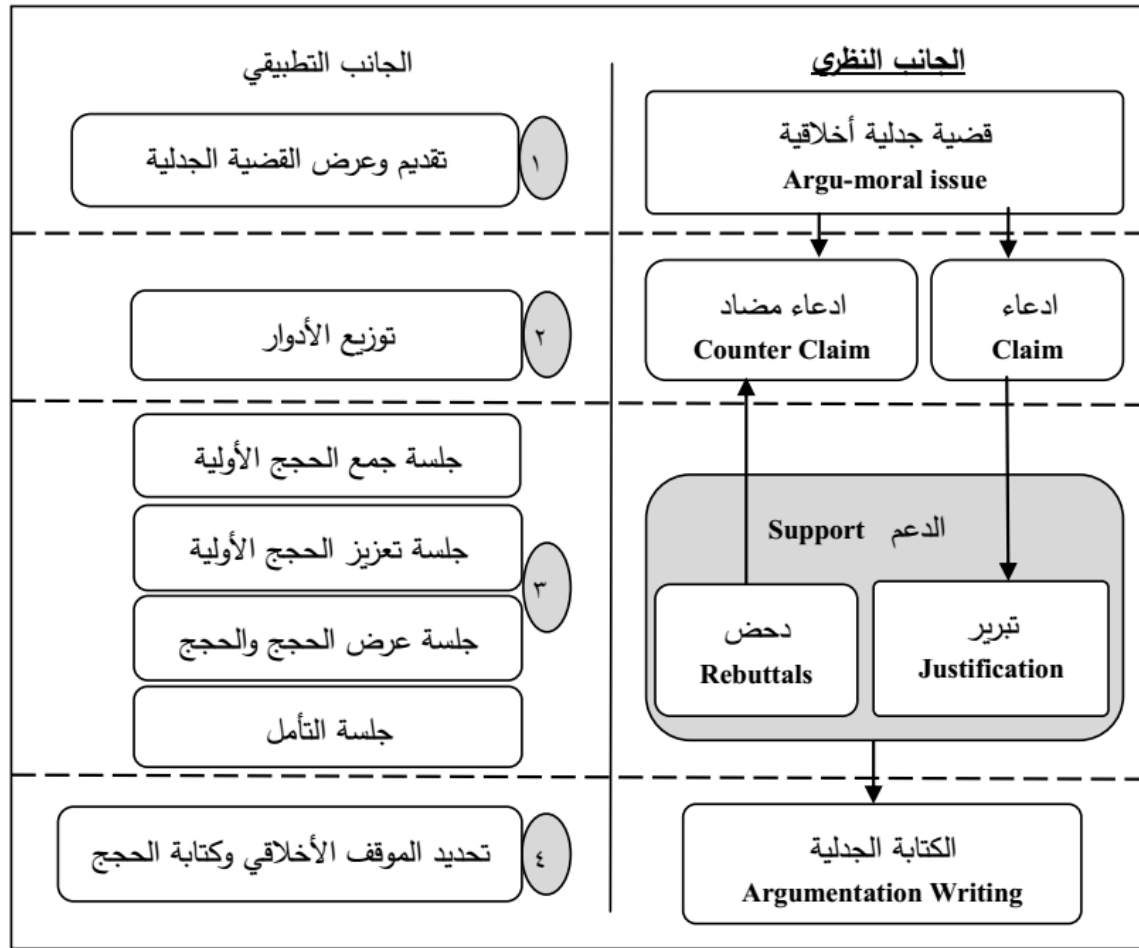 الجانب النظري
الجانب التطبيقي
قضية جدلية أخلاقية
Argu-moral issue
١
تقديم وعرض القضية الجدلية
ادعاء
Claim
ادعاء مضاد
Counter Claim
٢
توزيع الأدوار
الدعم Support
تبرير
Justification
دحض
Rebuttals
٣
جلسة جمع الحجج الأولية
جلسة تعزيز الحجج الأولية
جلسة عرض الحجج والحجج
جلسة التأمل
الكتابة الجدلية
Argumentation Writing
٤
تحديد الموقف الأخلاقي وكتابة الحجج